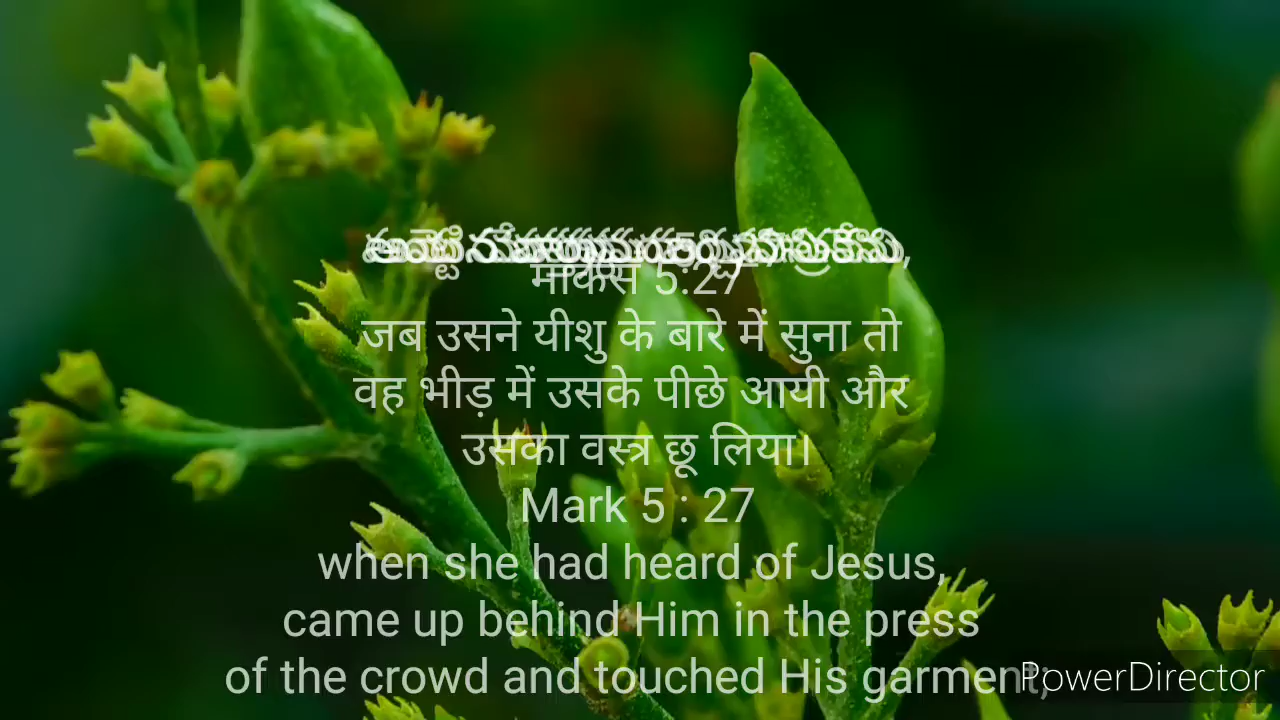 मार्कस 5:27
जब उसने यीशु के बारे में सुना तो
वह भीड़ में उसके पीछे आयी और
उसका वस्त्र छू लिया।
Mark 5 : 27
when she had heard of Jesus,
came up behind Him in the press
of the crowd and touched His garment;
PowerDirector